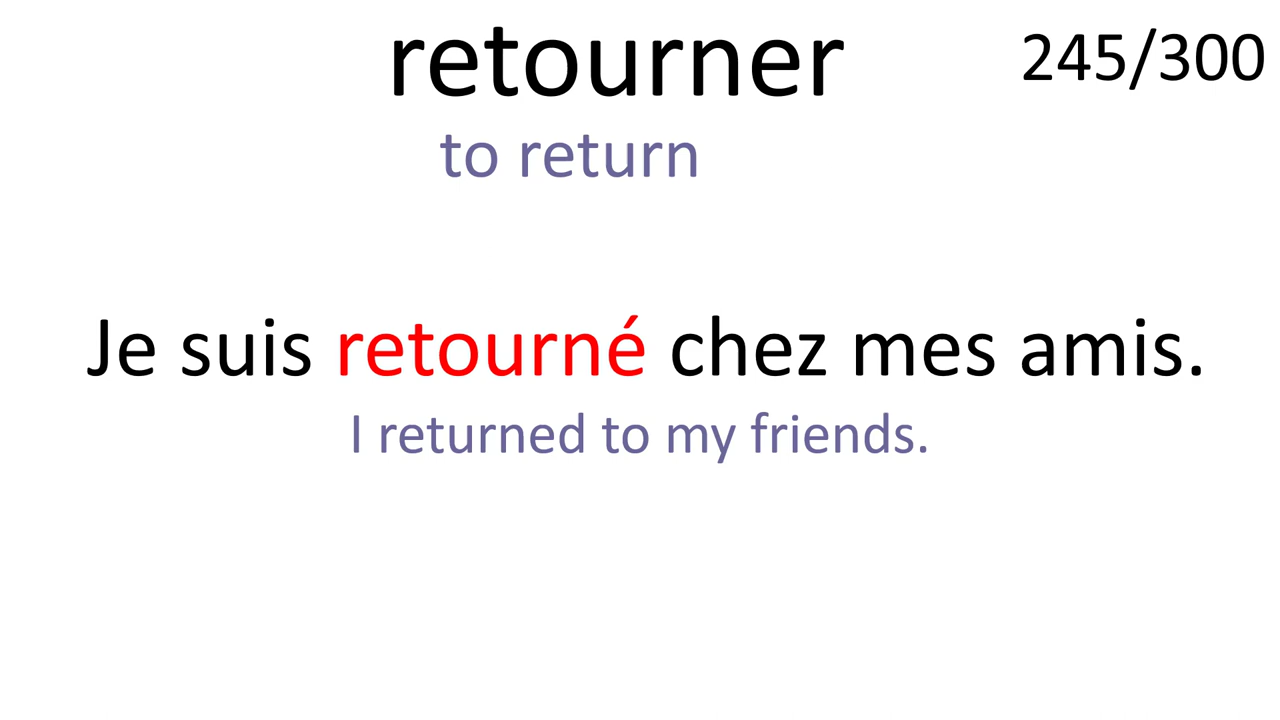 retourner
245/300
to return
Je suis retourné chez mes amis.
I returned to my friends.